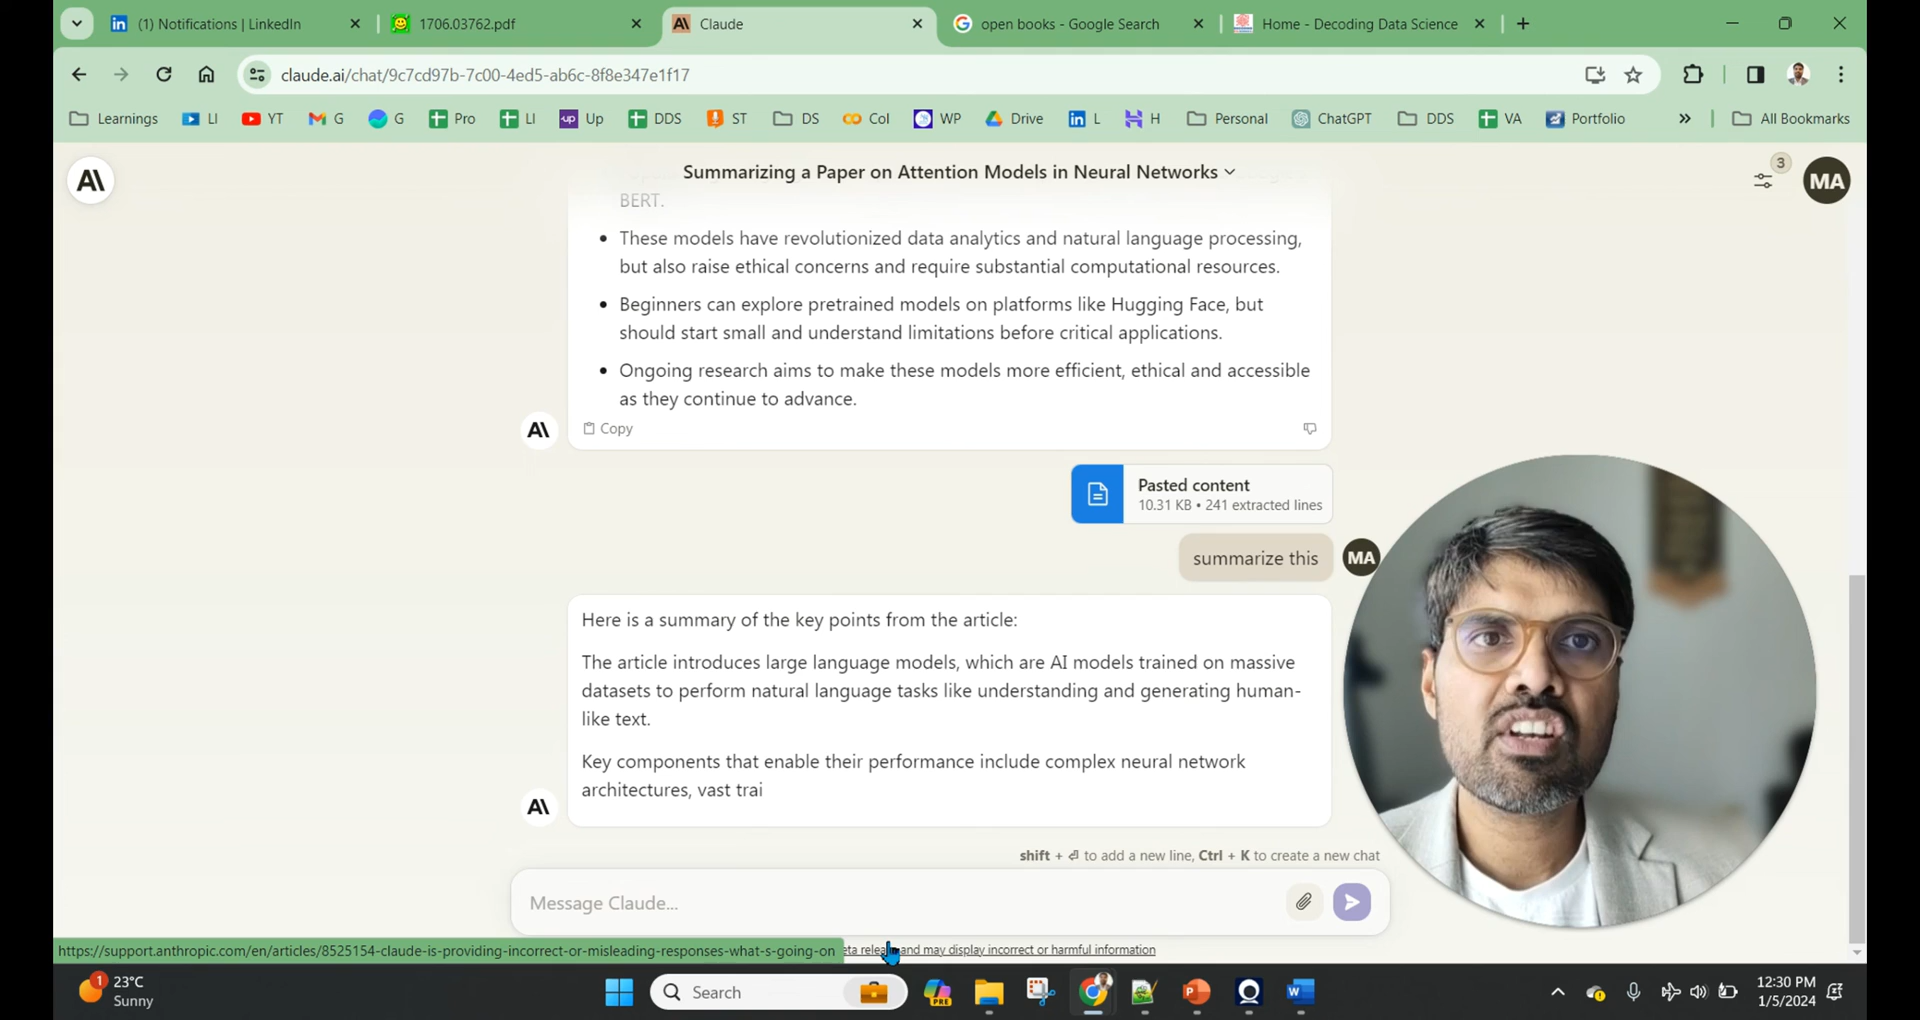 (1) Notifications | LinkedIn
1706.03762.pdf
Claude
open books - Google Search
Home - Decoding Data Science
claude.ai/chat/9c7cd97b-7c00-4ed5-ab6c-8f8e347e1f17
Learnings LI YT G G Pro LI Up DDS ST DS Col WP Drive L H Personal ChatGPT DDS VA Portfolio » All Bookmarks
Summarizing a Paper on Attention Models in Neural Networks
3
MA
BERT.
• These models have revolutionized data analytics and natural language processing,
but also raise ethical concerns and require substantial computational resources.
• Beginners can explore pretrained models on platforms like Hugging Face, but
should start small and understand limitations before critical applications.
• Ongoing research aims to make these models more efficient, ethical and accessible
as they continue to advance.
Copy
Pasted content
10.31 KB • 241 extracted lines
summarize this
MA
Here is a summary of the key points from the article:
The article introduces large language models, which are AI models trained on massive
datasets to perform natural language tasks like understanding and generating human-
like text.
Key components that enable their performance include complex neural network
architectures, vast trai
shift + ⏎ to add a new line, Ctrl + K to create a new chat
Message Claude...
https://support.anthropic.com/en/articles/8525154-claude-is-providing-incorrect-or-misleading-responses-what-s-going-on
and may display incorrect or harmful information
1
23°C
Sunny
Search
PRE
12:30 PM
1/5/2024